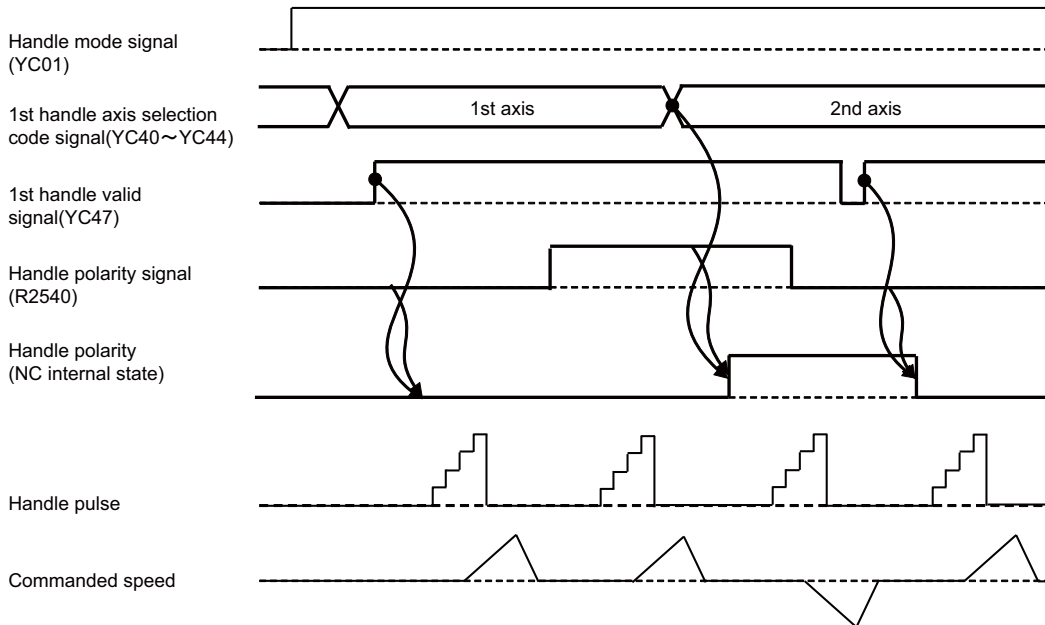 Handle mode signal
(YC01)
1st handle axis selection
code signal(YC40～YC44)
1st axis
2nd axis
1st handle valid
signal(YC47)
Handle polarity signal
(R2540)
Handle polarity
(NC internal state)
Handle pulse
Commanded speed